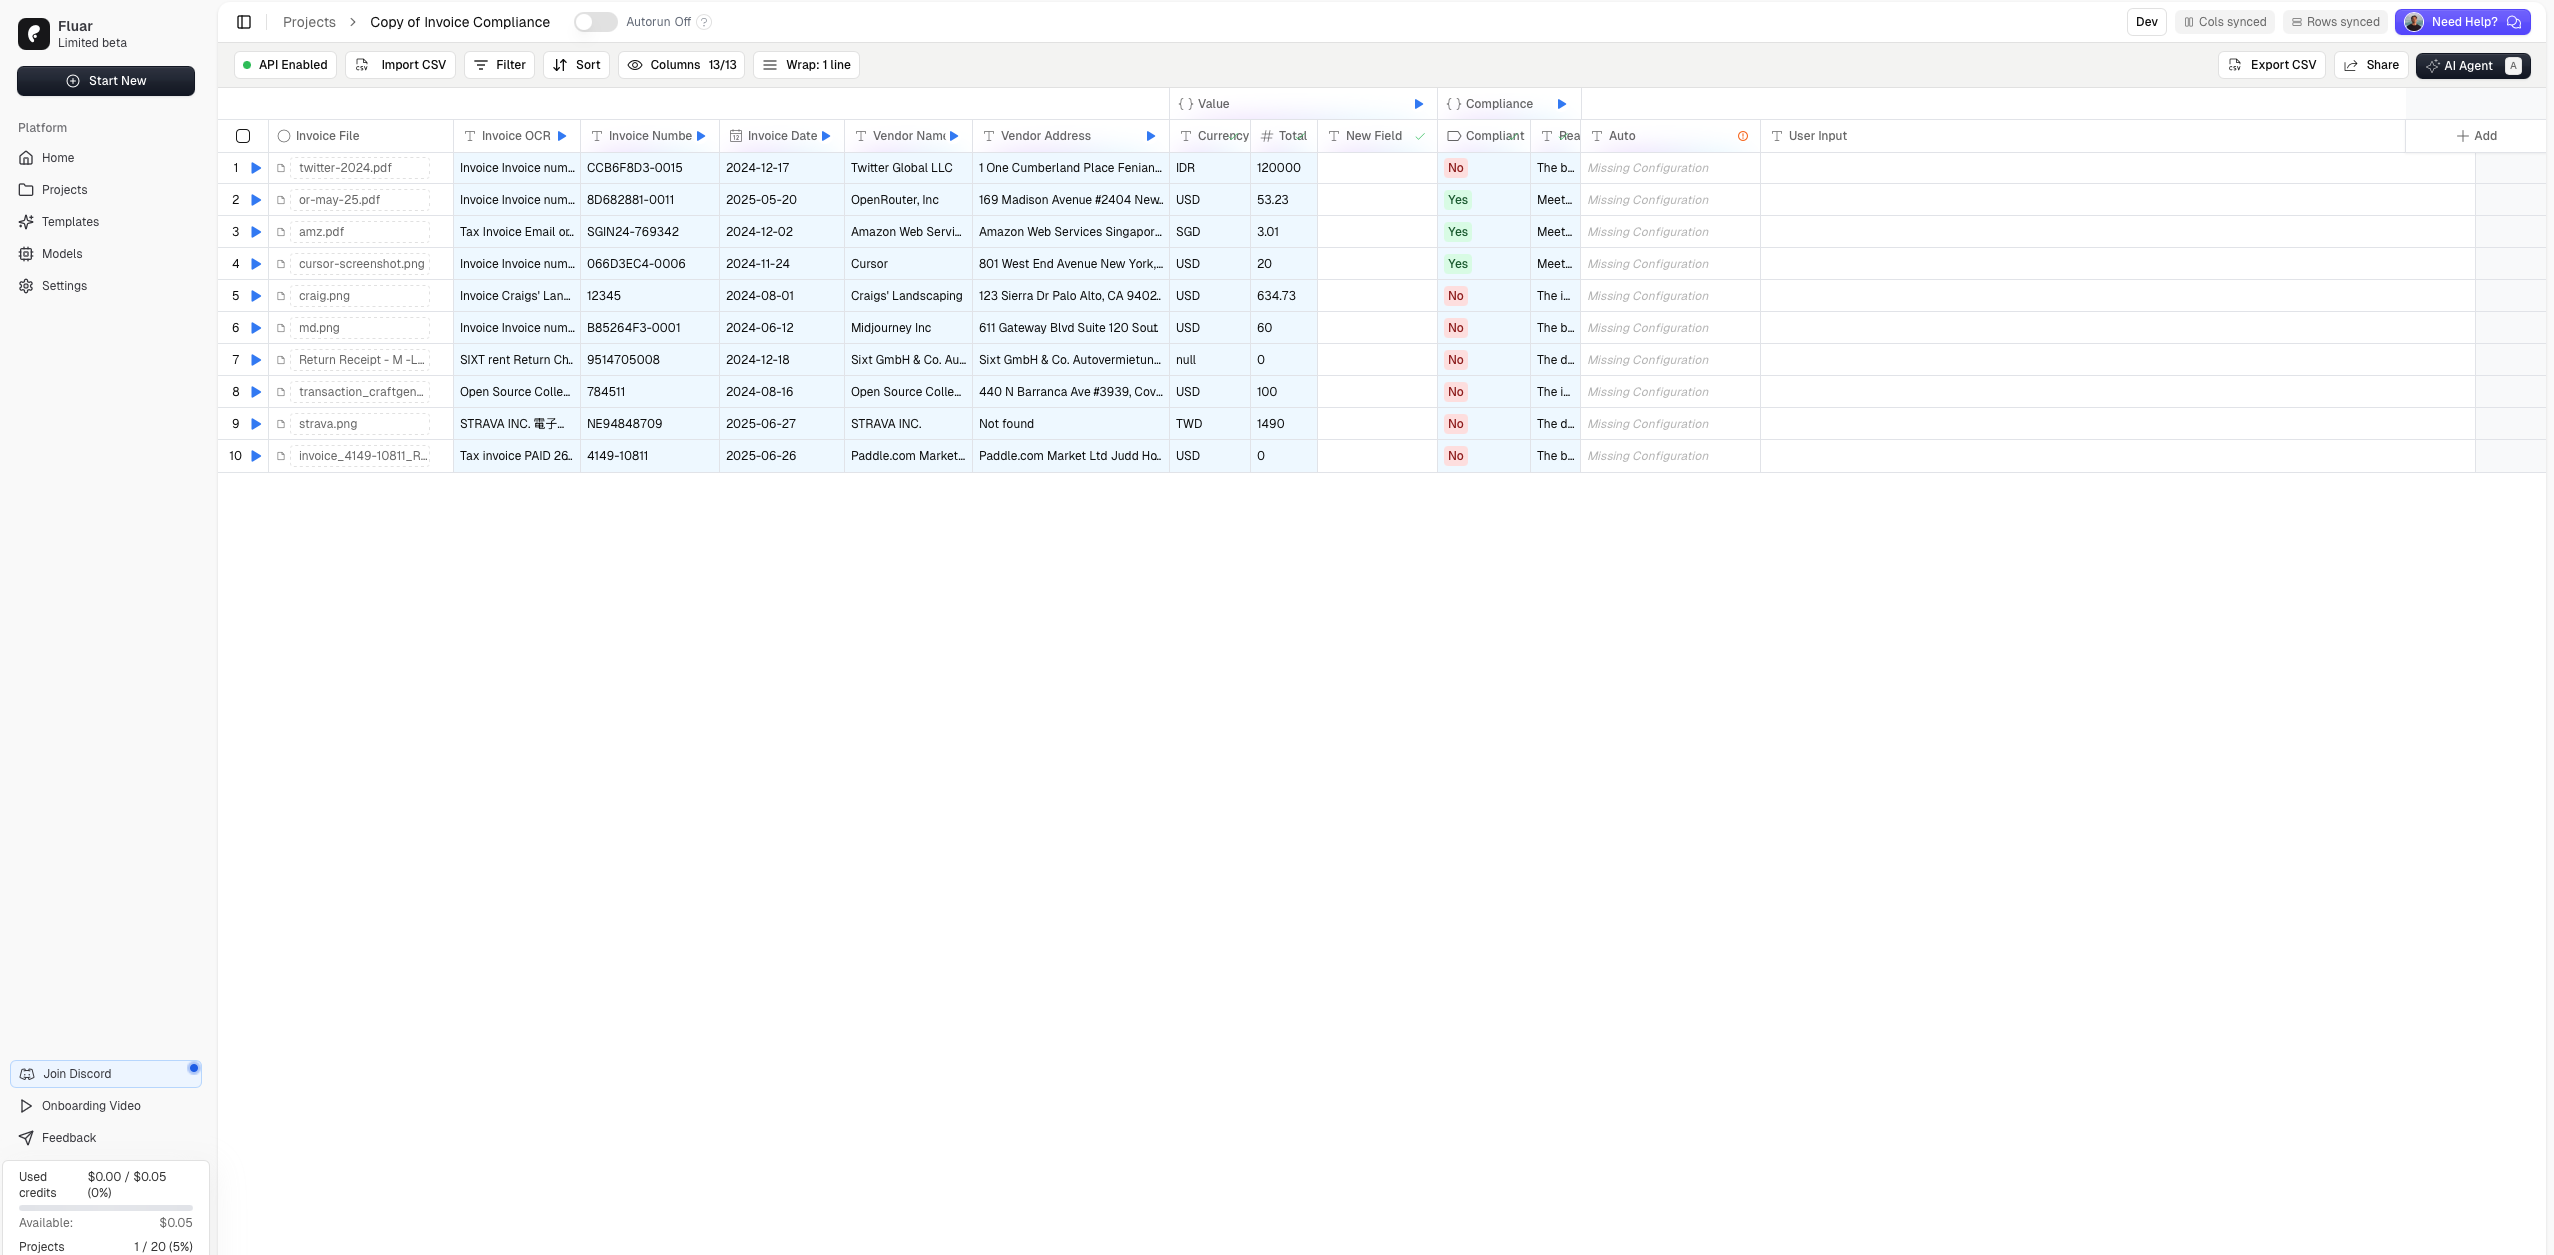 Fluar
Limited beta
Start New
Platform
Home
Projects
Templates
Models
Settings
Join Discord
Onboarding Video
Feedback
Used credits $0.00 / $0.05 (0%)
Available: $0.05
Projects 1 / 20 (5%)
Projects > Copy of Invoice Compliance Autorun Off ? Dev Cols synced Rows synced Need Help?
API Enabled CSV Import CSV Filter Sort Columns 13/13 Wrap: 1 line CSV Export CSV Share AI Agent A
{ } Value { } Compliance
Invoice File Invoice OCR Invoice Numbe 12 Invoice Date Vendor Name Vendor Address Currency Total New Field Compliant Rea Auto User Input Add
1 twitter-2024.pdf Invoice Invoice num... CCB6F8D3-0015 2024-12-17 Twitter Global LLC 1 One Cumberland Place Fenian... IDR 120000 No The b... Missing Configuration
2 or-may-25.pdf Invoice Invoice num... 8D682881-0011 2025-05-20 OpenRouter, Inc 169 Madison Avenue #2404 New... USD 53.23 Yes Meet... Missing Configuration
3 amz.pdf Tax Invoice Email or... SGIN24-769342 2024-12-02 Amazon Web Servi... Amazon Web Services Singapor... SGD 3.01 Yes Meet... Missing Configuration
4 cursor-screenshot.png Invoice Invoice num... 066D3EC4-0006 2024-11-24 Cursor 801 West End Avenue New York,... USD 20 Yes Meet... Missing Configuration
5 craig.png Invoice Craigs' Lan... 12345 2024-08-01 Craigs' Landscaping 123 Sierra Dr Palo Alto, CA 9402... USD 634.73 No The i... Missing Configuration
6 md.png Invoice Invoice num... B85264F3-0001 2024-06-12 Midjourney Inc 611 Gateway Blvd Suite 120 Sout... USD 60 No The b... Missing Configuration
7 Return Receipt - M -L... SIXT rent Return Ch... 9514705008 2024-12-18 Sixt GmbH & Co. Au... Sixt GmbH & Co. Autovermietun... null 0 No The d... Missing Configuration
8 transaction_craftgen... Open Source Colle... 784511 2024-08-16 Open Source Colle... 440 N Barranca Ave #3939, Cov... USD 100 No The i... Missing Configuration
9 strava.png STRAVA INC. 電子... NE94848709 2025-06-27 STRAVA INC. Not found TWD 1490 No The d... Missing Configuration
10 invoice_4149-10811_R... Tax invoice PAID 26... 4149-10811 2025-06-26 Paddle.com Market... Paddle.com Market Ltd Judd Ho... USD 0 No The b... Missing Configuration